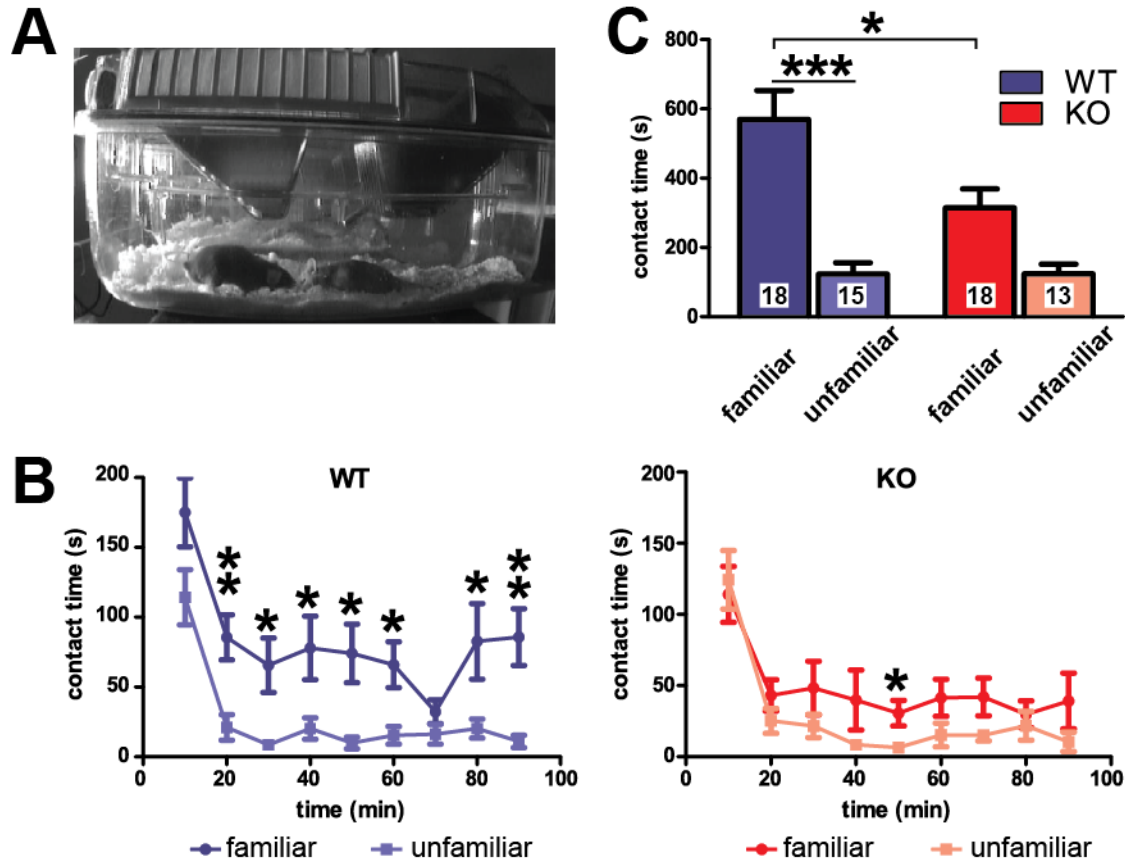 A
C
*
800
***
WT
KO
600
400
200
0
contact time (s)
18
15
18
13
familiar
unfamiliar
familiar
unfamiliar
B
WT
200
150
100
50
0
contact time (s)
**
*
*
*
*
*
**
0
20
40
60
80
100
time (min)
familiar
unfamiliar
KO
200
150
100
50
0
contact time (s)
*
0
20
40
60
80
100
time (min)
familiar
unfamiliar